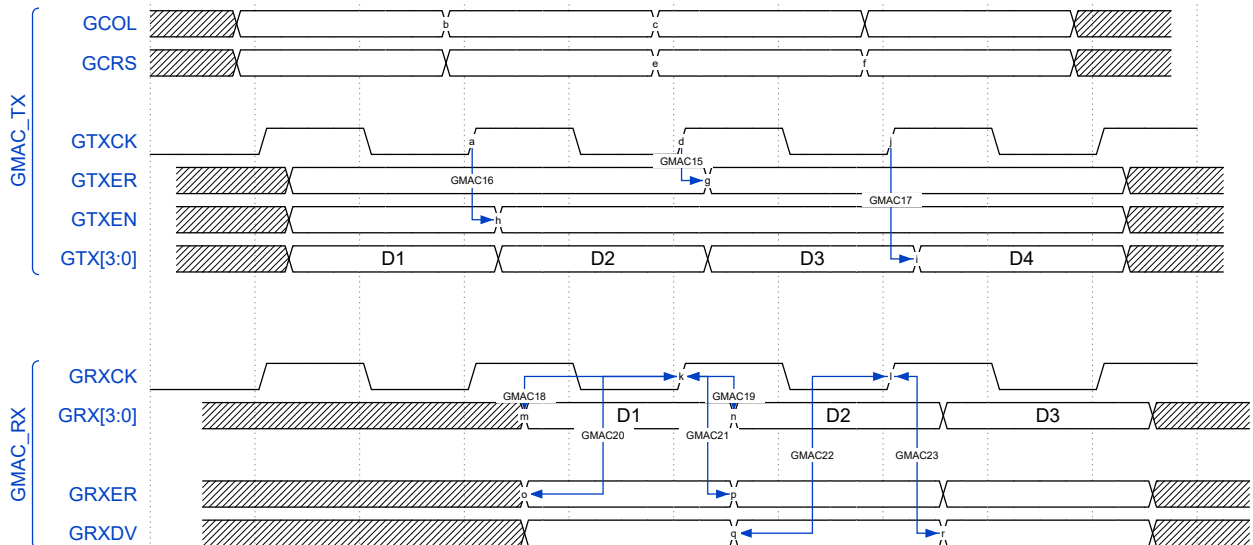 GMAC_TX
GCOL b c
GCRS e f
GTXCK a d j
GMAC15
GTXER g
GMAC16
GMAC17
GTXEN h
GTX[3:0] D1 D2 D3 i D4
GMAC_RX
GRXCK k l
GMAC18 GMAC19
GRX[3:0] m D1 n D2 D3
GMAC20 GMAC21
GMAC22 GMAC23
GRXER o p
GRXDV q r